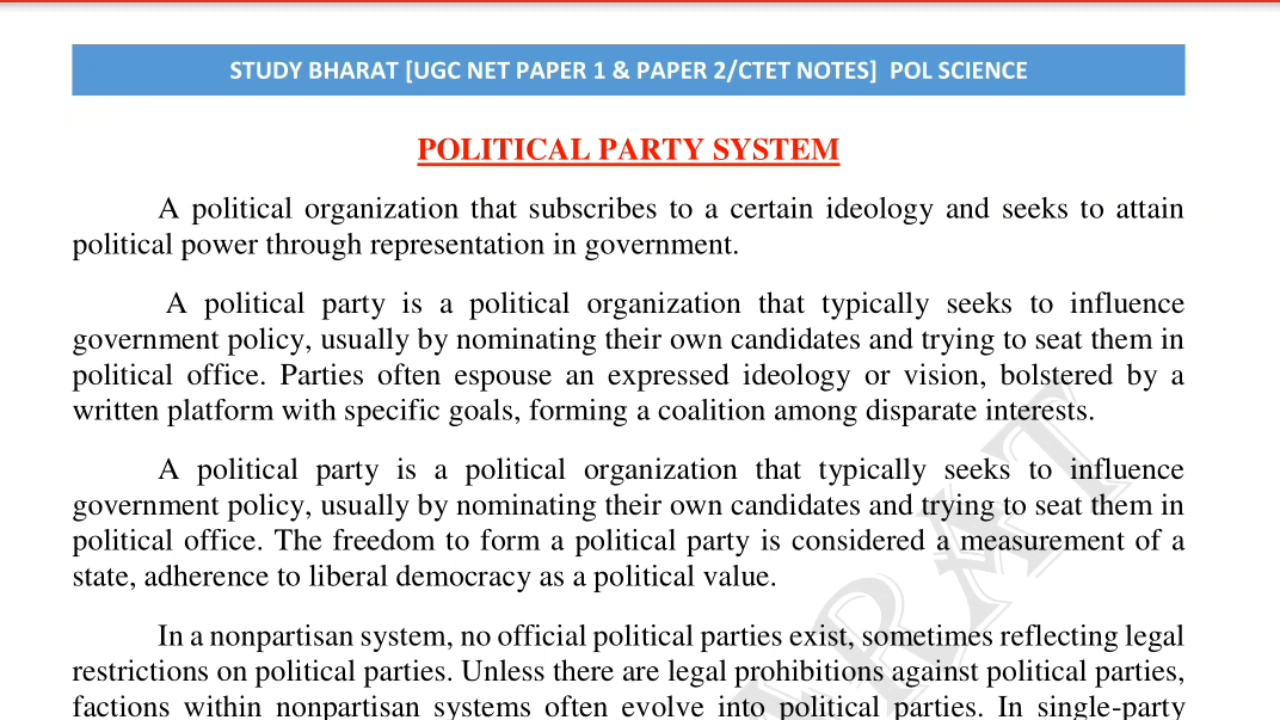 STUDY BHARAT [UGC NET PAPER 1 & PAPER 2/CTET NOTES] POL SCIENCE
POLITICAL PARTY SYSTEM
A political organization that subscribes to a certain ideology and seeks to attain
political power through representation in government.
A political party is a political organization that typically seeks to influence
government policy, usually by nominating their own candidates and trying to seat them in
political office. Parties often espouse an expressed ideology or vision, bolstered by a
written platform with specific goals, forming a coalition among disparate interests.
A political party is a political organization that typically seeks to influence
government policy, usually by nominating their own candidates and trying to seat them in
political office. The freedom to form a political party is considered a measurement of a
state, adherence to liberal democracy as a political value.
In a nonpartisan system, no official political parties exist, sometimes reflecting legal
restrictions on political parties. Unless there are legal prohibitions against political parties,
factions within nonpartisan systems often evolve into political parties. In single-party